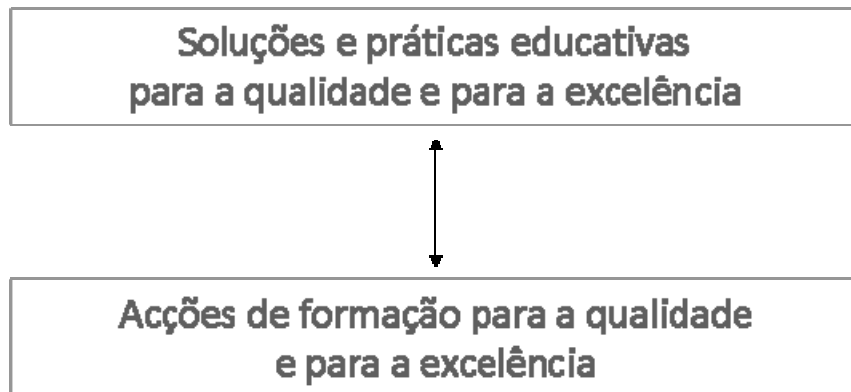 Soluções e práticas educativas
para a qualidade e para a excelência
Acções de formação para a qualidade
e para a excelência